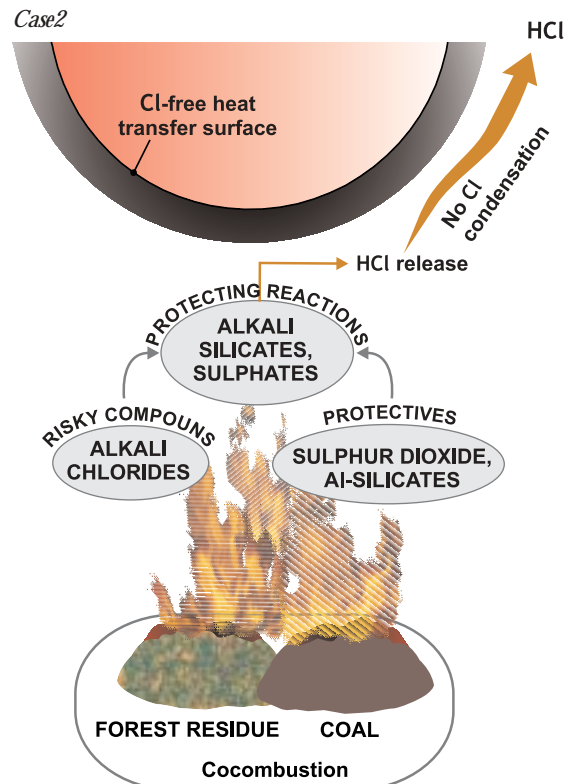 Case2
HCl
Cl-free heat
transfer surface
No Cl
condensation
HCl release
PROTECTING REACTIONS
ALKALI
SILICATES,
SULPHATES
RISKY COMPOUNS
ALKALI
CHLORIDES
PROTECTIVES
SULPHUR DIOXIDE,
Al-SILICATES
FOREST RESIDUE
COAL
Cocombustion